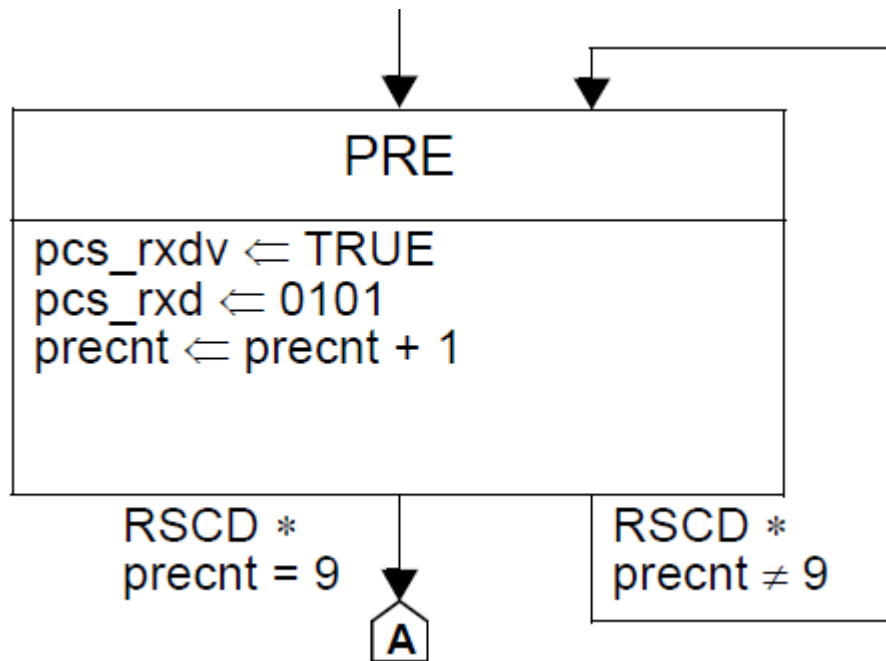 PRE
pcs_rxdv ⇐ TRUE
pcs_rxd ⇐ 0101
precnt ⇐ precnt + 1
RSCD *
precnt = 9
RSCD *
precnt ≠ 9
A